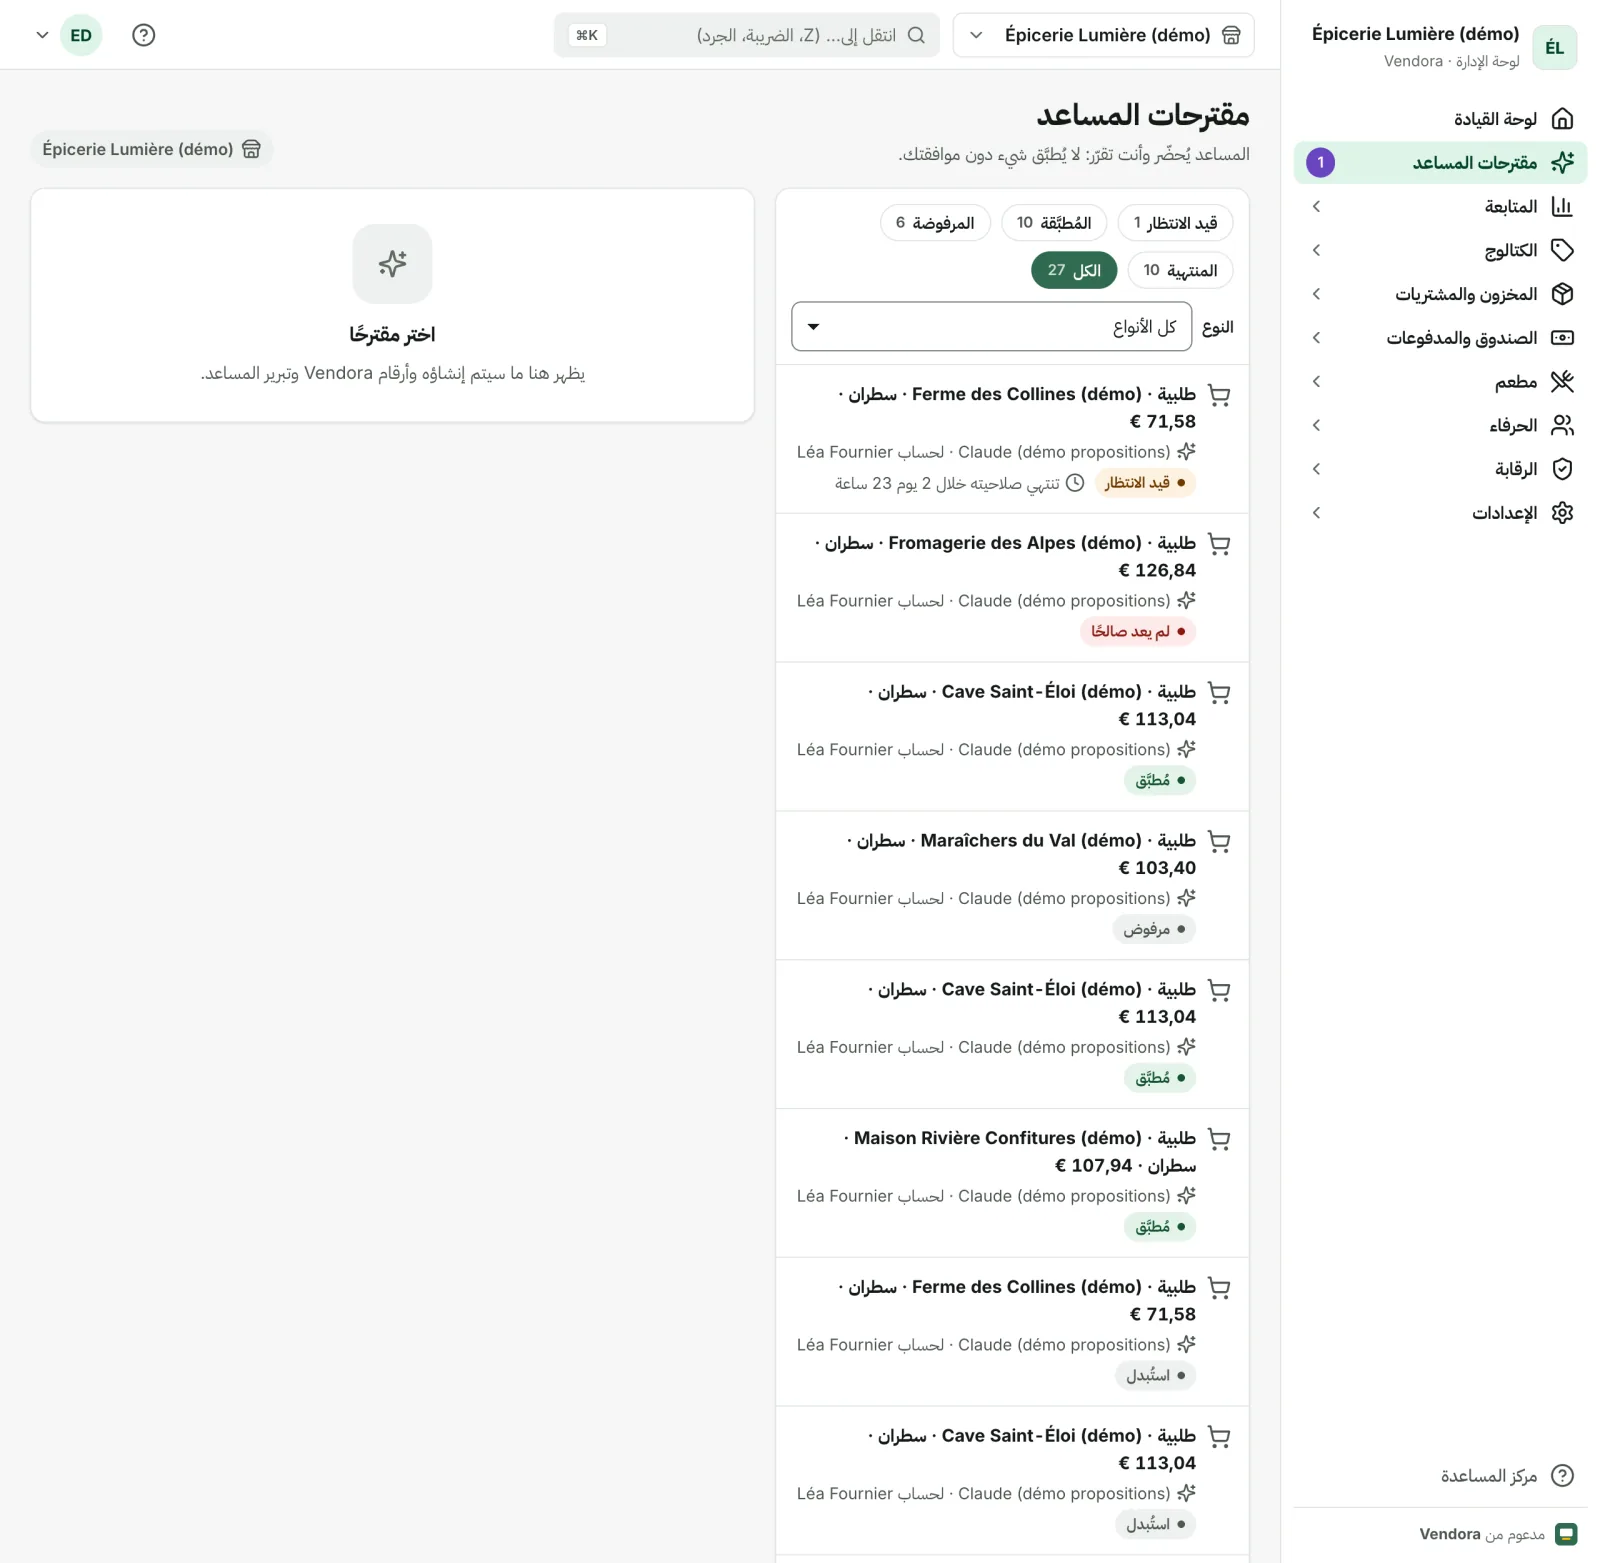 Épicerie Lumière (démo)
ÉL
لوحة الإدارة · Vendora
لوحة القيادة
مقترحات المساعد
1
المتابعة
الكتالوج
المخزون والمشتريات
الصندوق والمدفوعات
مطعم
الحرفاء
الرقابة
الإعدادات
مركز المساعدة
مدعوم من Vendora
Épicerie Lumière (démo)
انتقل إلى... (Z، الضريبة، الجرد)
⌘K
ED
مقترحات المساعد
المساعد يُحضّر وأنت تقرّر: لا يُطبَّق شيء دون موافقتك.
Épicerie Lumière (démo)
قيد الانتظار 1
المُطبَّقة 10
المرفوضة 6
المنتهية 10
الكل 27
النوع
كل الأنواع
طلبية · Ferme des Collines (démo) · سطران ·
71,58 €
Claude (démo propositions) · لحساب Léa Fournier
قيد الانتظار
تنتهي صلاحيته خلال 2 يوم 23 ساعة
طلبية · Fromagerie des Alpes (démo) · سطران ·
126,84 €
Claude (démo propositions) · لحساب Léa Fournier
لم يعد صالحًا
طلبية · Cave Saint-Éloi (démo) · سطران ·
113,04 €
Claude (démo propositions) · لحساب Léa Fournier
مُطبَّق
طلبية · Maraîchers du Val (démo) · سطران ·
103,40 €
Claude (démo propositions) · لحساب Léa Fournier
مرفوض
طلبية · Cave Saint-Éloi (démo) · سطران ·
113,04 €
Claude (démo propositions) · لحساب Léa Fournier
مُطبَّق
طلبية · Maison Rivière Confitures (démo) ·
سطران · 107,94 €
Claude (démo propositions) · لحساب Léa Fournier
مُطبَّق
طلبية · Ferme des Collines (démo) · سطران ·
71,58 €
Claude (démo propositions) · لحساب Léa Fournier
استُبدل
طلبية · Cave Saint-Éloi (démo) · سطران ·
113,04 €
Claude (démo propositions) · لحساب Léa Fournier
استُبدل
اختر مقترحًا
يظهر هنا ما سيتم إنشاؤه وأرقام Vendora وتبرير المساعد.